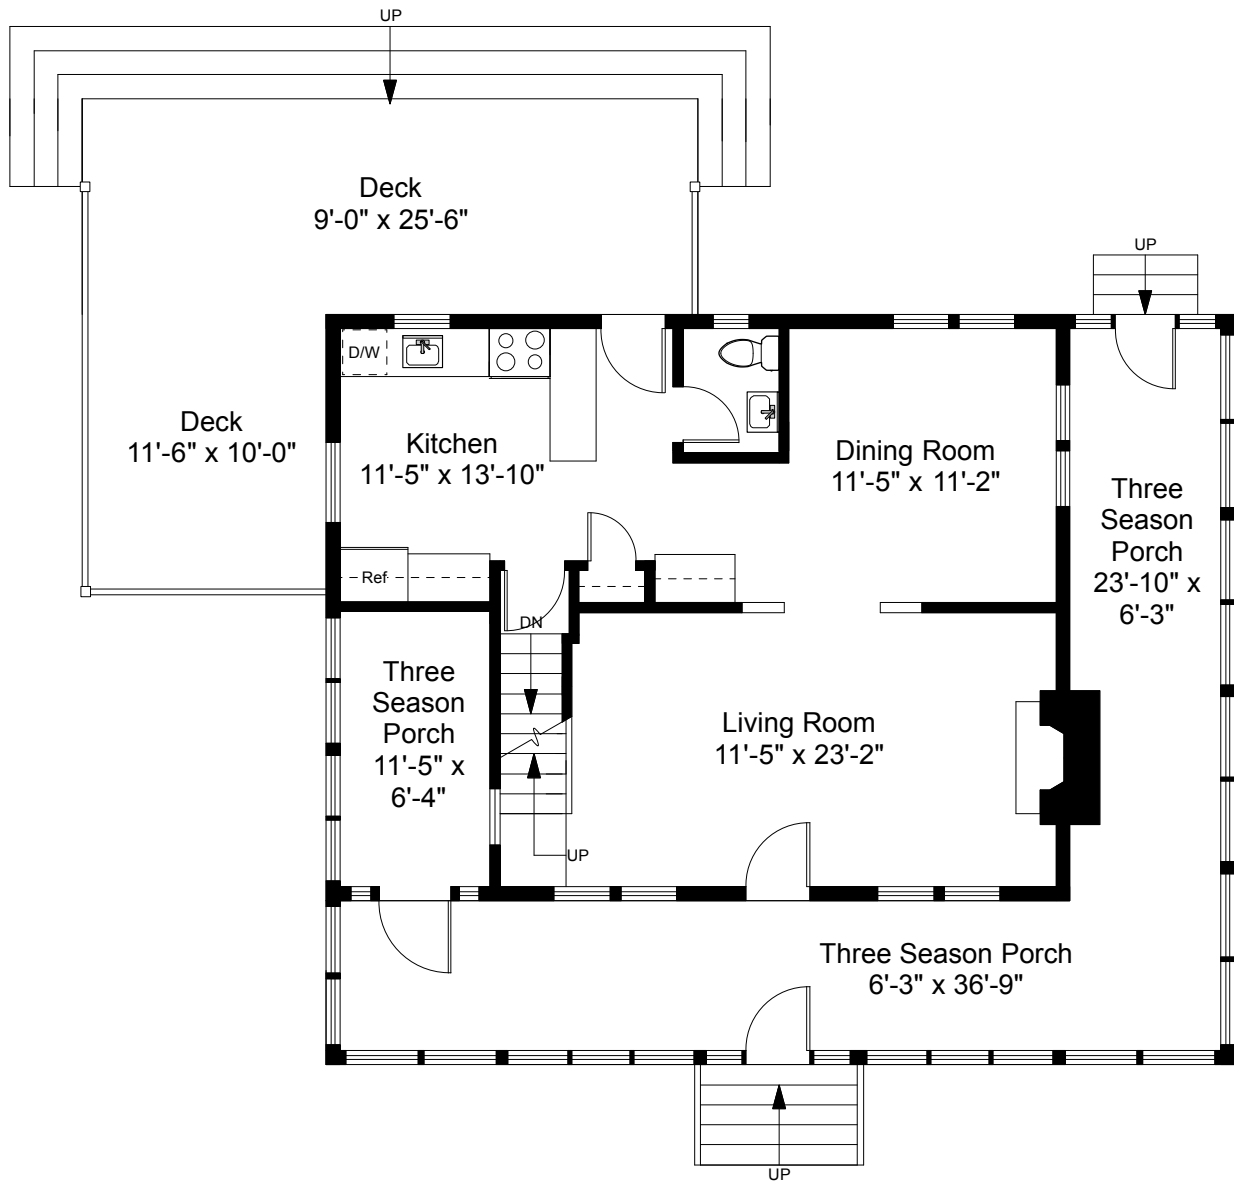 UP
Deck
9'-0" x 25'-6"
UP
D/W
Deck
11'-6" x 10'-0"
Kitchen
11'-5" x 13'-10"
Dining Room
11'-5" x 11'-2"
Three
Season
Porch
23'-10" x
6'-3"
Ref
DN
Three
Season
Porch
11'-5" x
6'-4"
Living Room
11'-5" x 23'-2"
UP
Three Season Porch
6'-3" x 36'-9"
UP